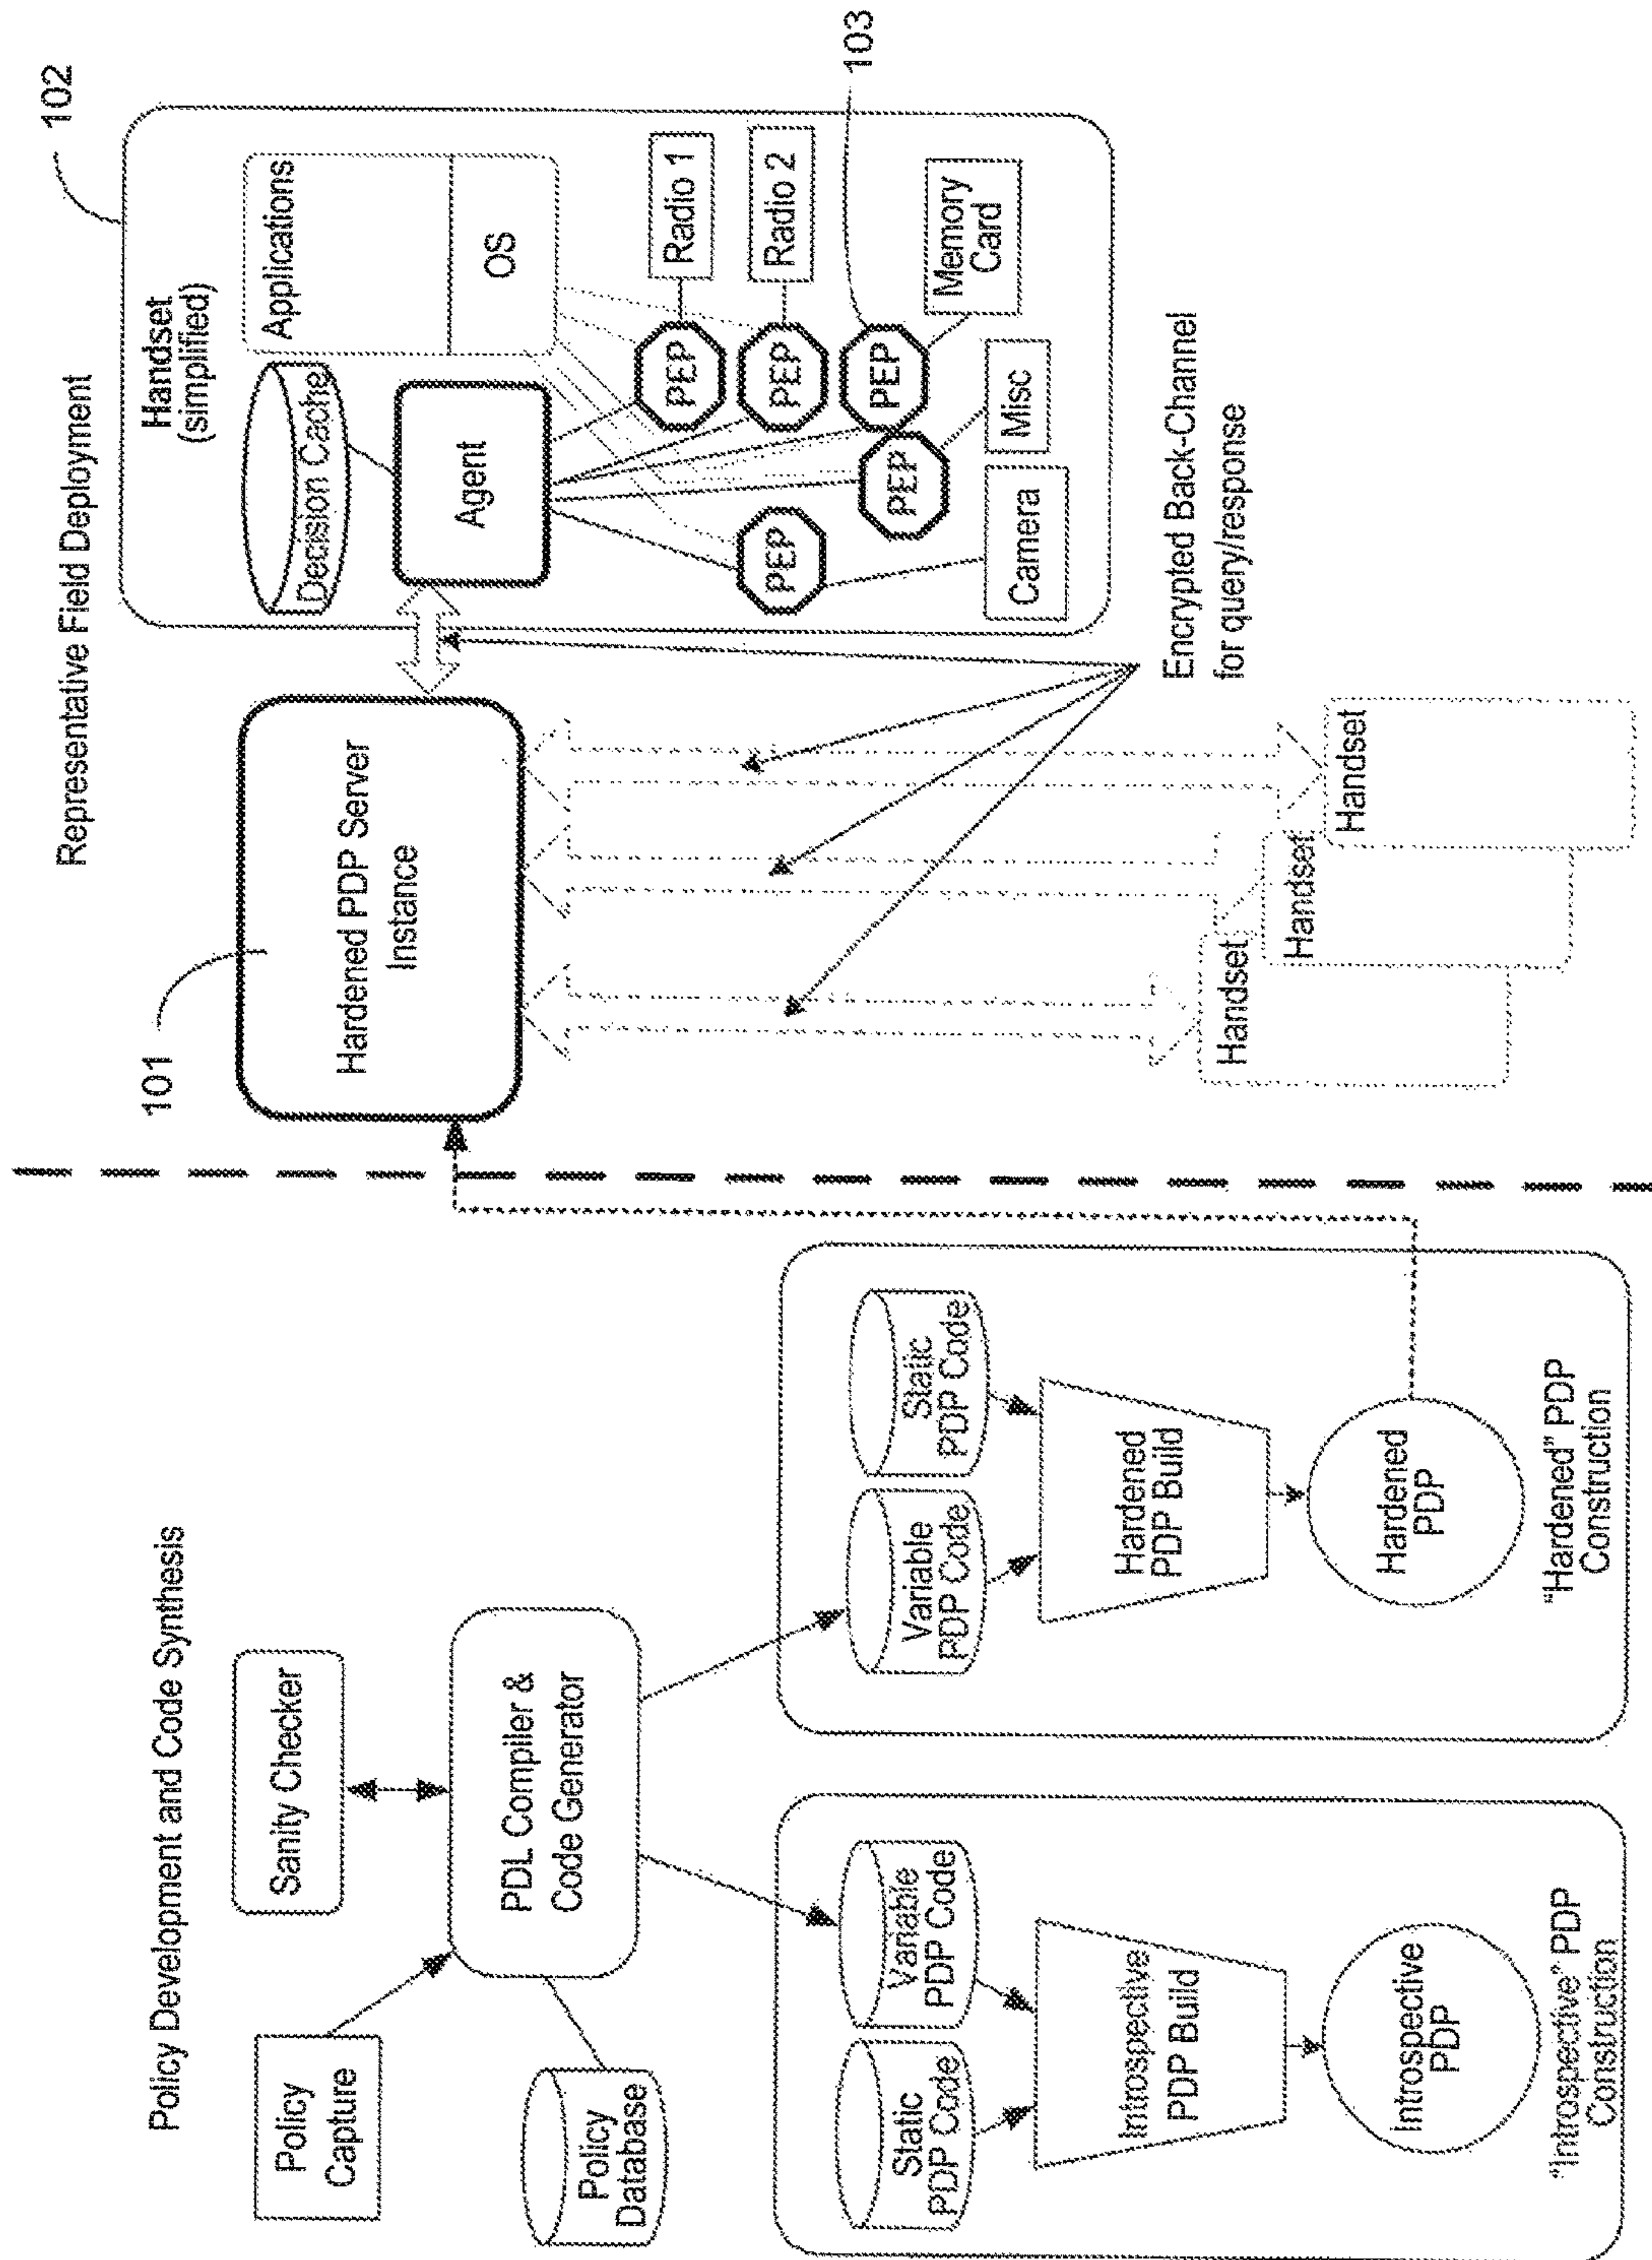 Policy Development and Code Synthesis
Policy
Capture
Sanity Checker
PDL Compiler &
Code Generator
Policy
Database
Static
PDP Code
Variable
PDP Code
Introspective
PDP Build
Introspective
PDP
"Introspective" PDP
Construction
Variable
PDP Code
Static
PDP Code
Hardened
PDP Build
Hardened
PDP
"Hardened" PDP
Construction
Representative Field Deployment
101
Hardened PDP Server
Instance
102
Handset
(simplified)
Decision Cache
Applications
OS
Agent
PEP
PEP
PEP
PEP
PEP
Radio 1
Radio 2
103
Memory
Card
Misc
Camera
Encrypted Back-Channel
for query/response
Handset
Handset
Handset